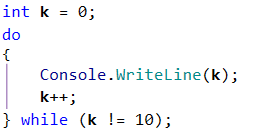 int k = 0;
do
{
    Console.WriteLine(k);
    k++;
} while (k != 10);